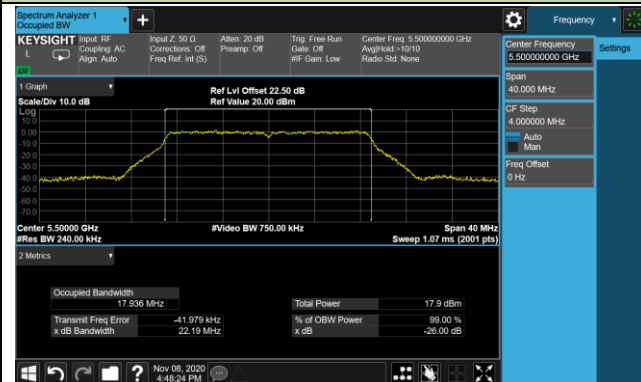 Spectrum Analyzer 1
Occupied BW
+
Frequency
KEYSIGHT
L
Input: RF
Coupling: AC
Align: Auto
Input Z: 50 Ω
Corrections: Off
Freq Ref: Int (S)
Atten: 20 dB
Preamp: Off
Trig: Free Run
Gate: Off
#IF Gain: Low
Center Freq: 5.500000000 GHz
Avg|Hold:>10/10
Radio Std: None
1 Graph
Scale/Div 10.0 dB
Ref Lvl Offset 22.50 dB
Ref Value 20.00 dBm
Log
10.0
0.00
-10.0
-20.0
-30.0
-40.0
-50.0
-60.0
-70.0
Center 5.50000 GHz
#Video BW 750.00 kHz
Span 40 MHz
#Res BW 240.00 kHz
Sweep 1.07 ms (2001 pts)
2 Metrics
Occupied Bandwidth
17.936 MHz
Total Power
17.9 dBm
Transmit Freq Error
-41.979 kHz
% of OBW Power
99.00 %
x dB Bandwidth
22.19 MHz
x dB
-26.00 dB
Center Frequency
5.500000000 GHz
Settings
Span
40.000 MHz
CF Step
4.000000 MHz
Auto
Man
Freq Offset
0 Hz
?
Nov 08, 2020
4:48:24 PM